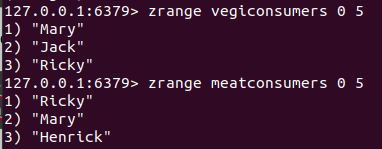 127.0.0.1:6379> zrange vegiconsumers 0 5
1) "Mary"
2) "Jack"
3) "Ricky"
127.0.0.1:6379> zrange meatconsumers 0 5
1) "Ricky"
2) "Mary"
3) "Henrick"